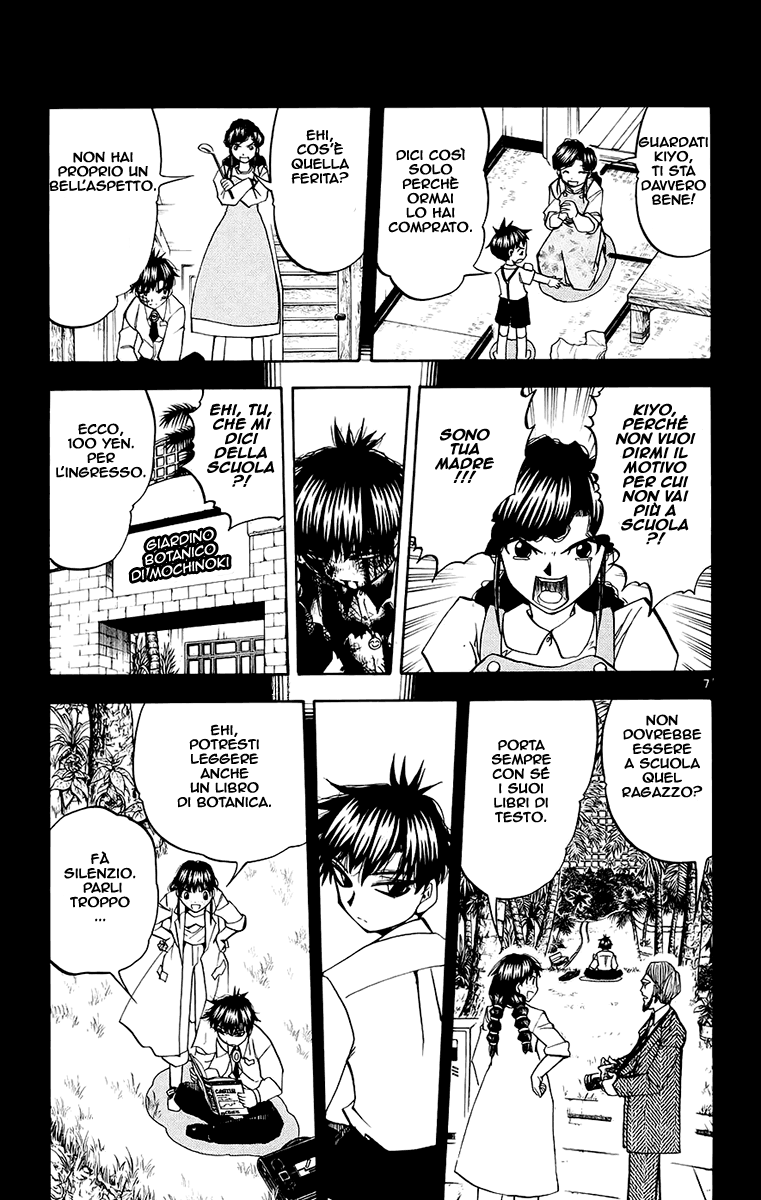 GUARDATI
KIYO,
TI STA
DAVVERO
BENE!
DICI COSÌ
SOLO
PERCHÈ
ORMAI
LO HAI
COMPRATO.
EHI,
COS'È
QUELLA
FERITA?
NON HAI
PROPRIO UN
BELL'ASPETTO.
KIYO,
PERCHÉ
NON VUOI
DIRMI IL
MOTIVO
PER CUI
NON VAI
PIÙ A
SCUOLA
?!
SONO
TUA
MADRE
!!!
EHI, TU,
CHE MI
DICI
DELLA
SCUOLA
?!
ECCO,
100 YEN.
PER
L'INGRESSO.
GIARDINO
BOTANICO
DI MOCHINOKI
7
NON
DOVREBBE
ESSERE
A SCUOLA
QUEL
RAGAZZO?
PORTA
SEMPRE
CON SÉ
I SUOI
LIBRI DI
TESTO.
EHI,
POTRESTI
LEGGERE
ANCHE
UN LIBRO
DI BOTANICA.
FÀ
SILENZIO.
PARLI
TROPPO
...